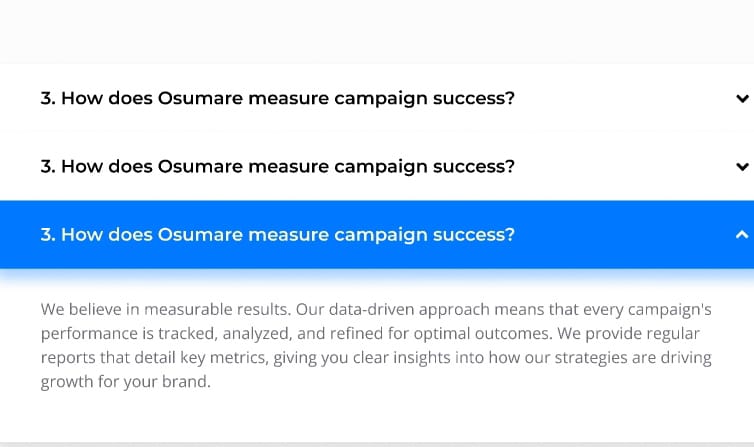 3. How does Osumare measure campaign success?
3. How does Osumare measure campaign success?
3. How does Osumare measure campaign success?
We believe in measurable results. Our data-driven approach means that every campaign's
performance is tracked, analyzed, and refined for optimal outcomes. We provide regular
reports that detail key metrics, giving you clear insights into how our strategies are driving
growth for your brand.